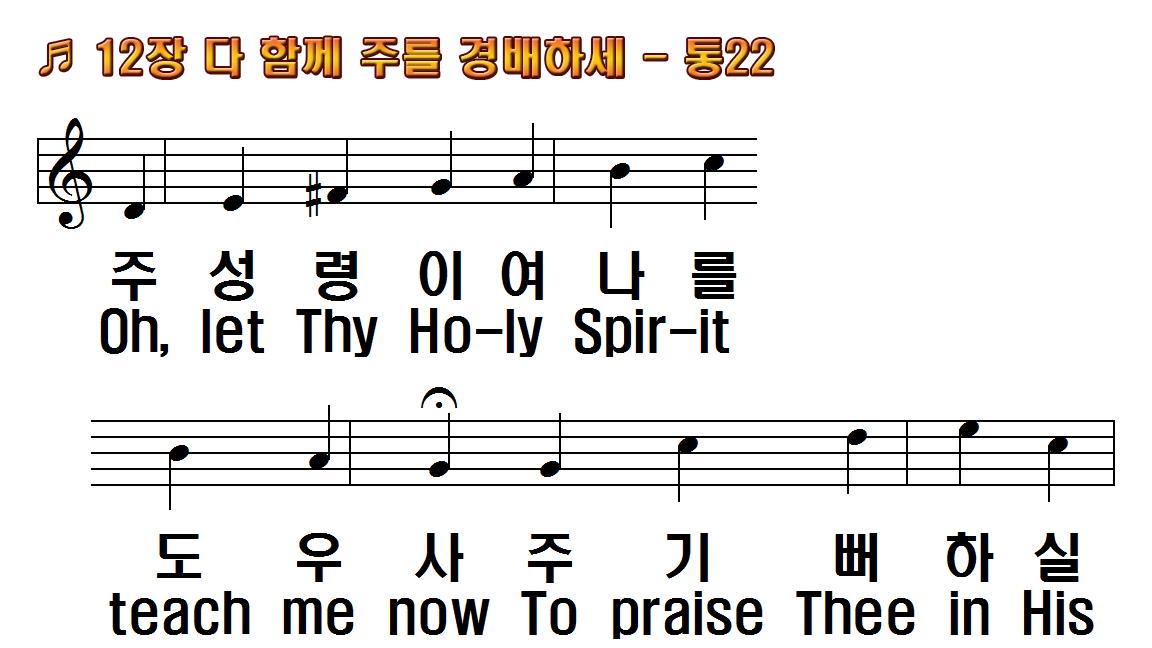 ♬ 12장 다 함께 주를 경배하세 - 통22
주 성 령 이 여 나 를
Oh, let Thy Ho-ly Spir-it
도 우 사 주 기 뻐 하 실
teach me now To praise Thee in His